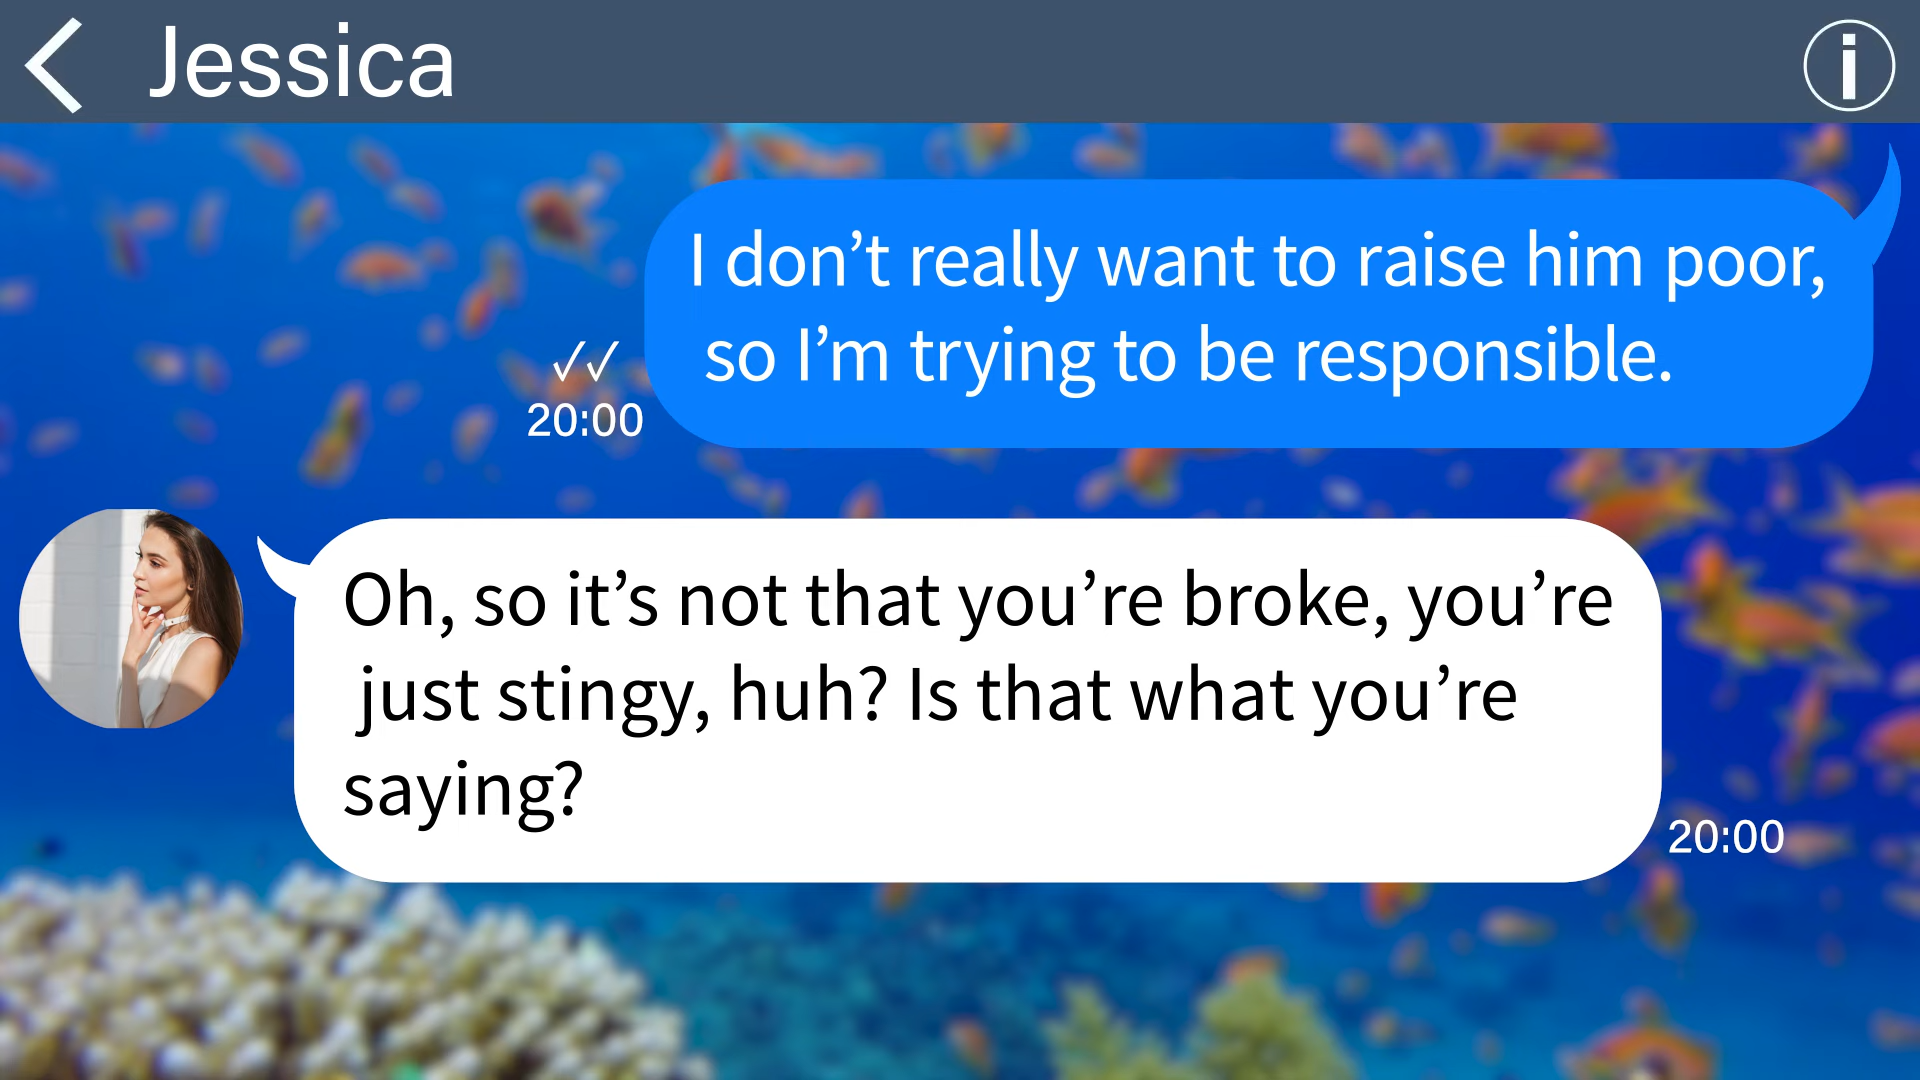 Jessica
I don’t really want to raise him poor,
so I’m trying to be responsible.
✓✓
20:00
Oh, so it’s not that you’re broke, you’re
just stingy, huh? Is that what you’re
saying?
20:00